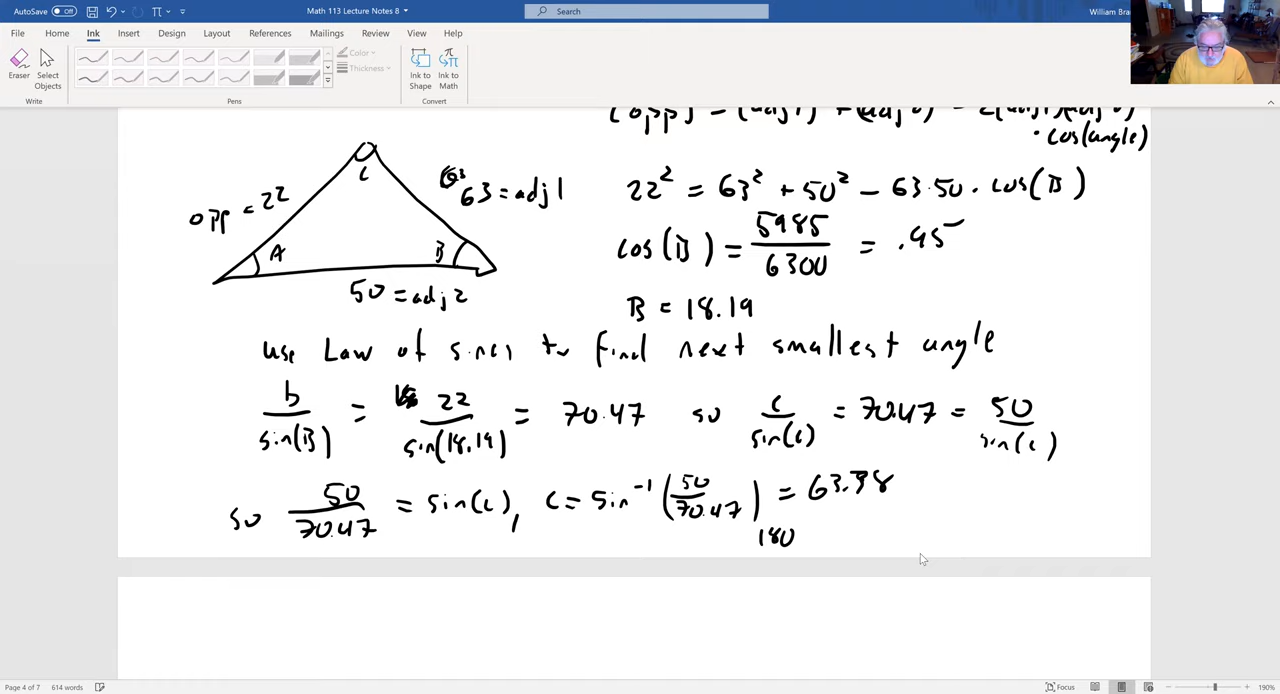 AutoSave Off
Math 113 Lecture Notes 8
Search
William Bra
File Home Ink Insert Design Layout References Mailings Review View Help
Eraser
Select Objects
Color
Thickness
Ink to Shape
Ink to Math
Write
Pens
Convert
· cos(angle)
C
opp = 22
63 = adj 1
A
B
50 = adj 2
22² = 63² + 50² - 63·50 · cos(B)
cos(B) = 5985/6300 = .95
B = 18.19
use Law of sines to find next smallest angle
b/sin(B) = 22/sin(18.19) = 70.47 so c/sin(C) = 70.47 = 50/sin(C)
so 50/70.47 = sin(C), C = sin⁻¹(50/70.47) = 63.38
180
Page 4 of 7 614 words
Focus
190%